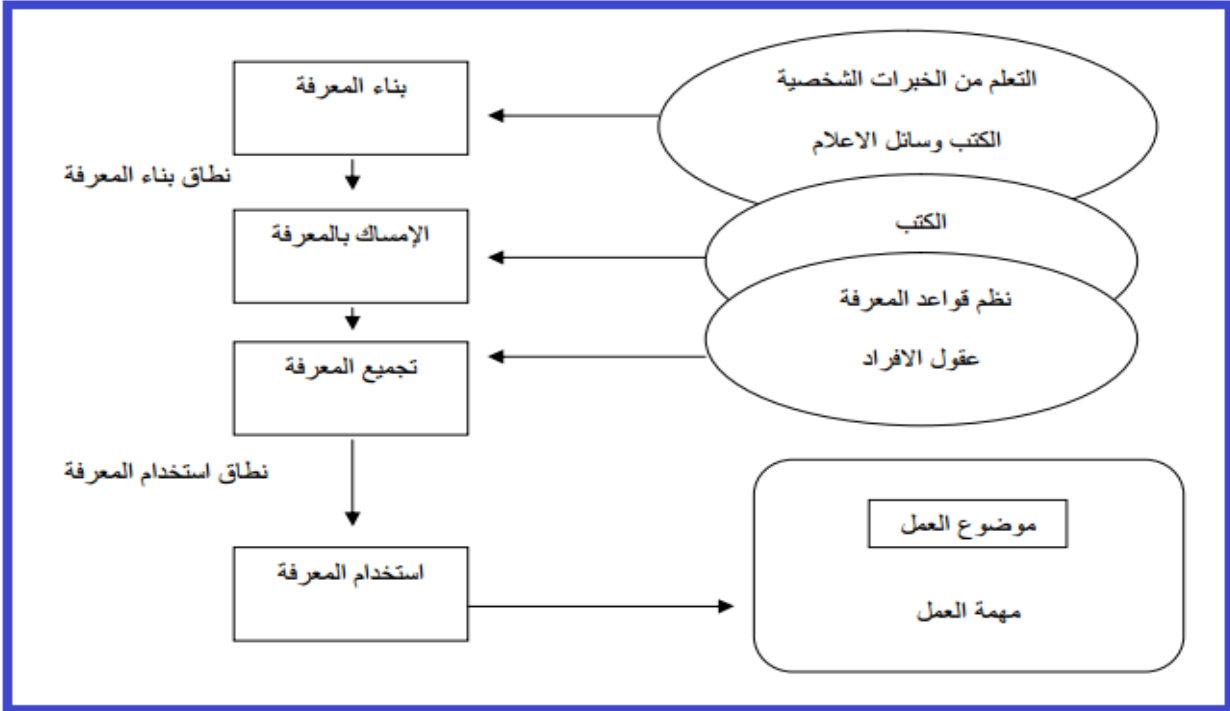 بناء المعرفة
التعلم من الخبرات الشخصية
الكتب وسائل الاعلام
نطاق بناء المعرفة
الإمساك بالمعرفة
الكتب
تجميع المعرفة
نظم قواعد المعرفة
عقول الافراد
نطاق استخدام المعرفة
استخدام المعرفة
موضوع العمل
مهمة العمل